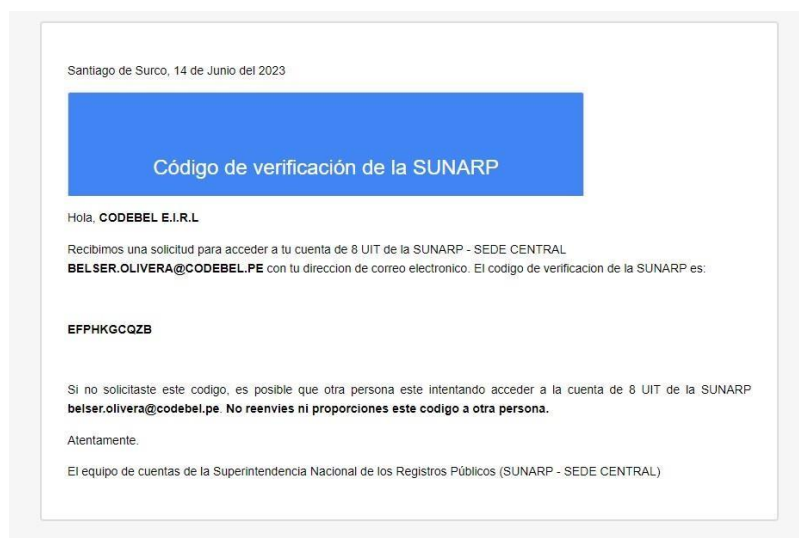 Santiago de Surco, 14 de Junio del 2023
Código de verificación de la SUNARP
Hola, CODEBEL E.I.R.L
Recibimos una solicitud para acceder a tu cuenta de 8 UIT de la SUNARP - SEDE CENTRAL
BELSER.OLIVERA@CODEBEL.PE con tu direccion de correo electronico. El codigo de verificacion de la SUNARP es:
EFPHKGCQZB
Si no solicitaste este codigo, es posible que otra persona este intentando acceder a la cuenta de 8 UIT de la SUNARP
belser.olivera@codebel.pe. No reenvies ni proporciones este codigo a otra persona.
Atentamente.
El equipo de cuentas de la Superintendencia Nacional de los Registros Públicos (SUNARP - SEDE CENTRAL)